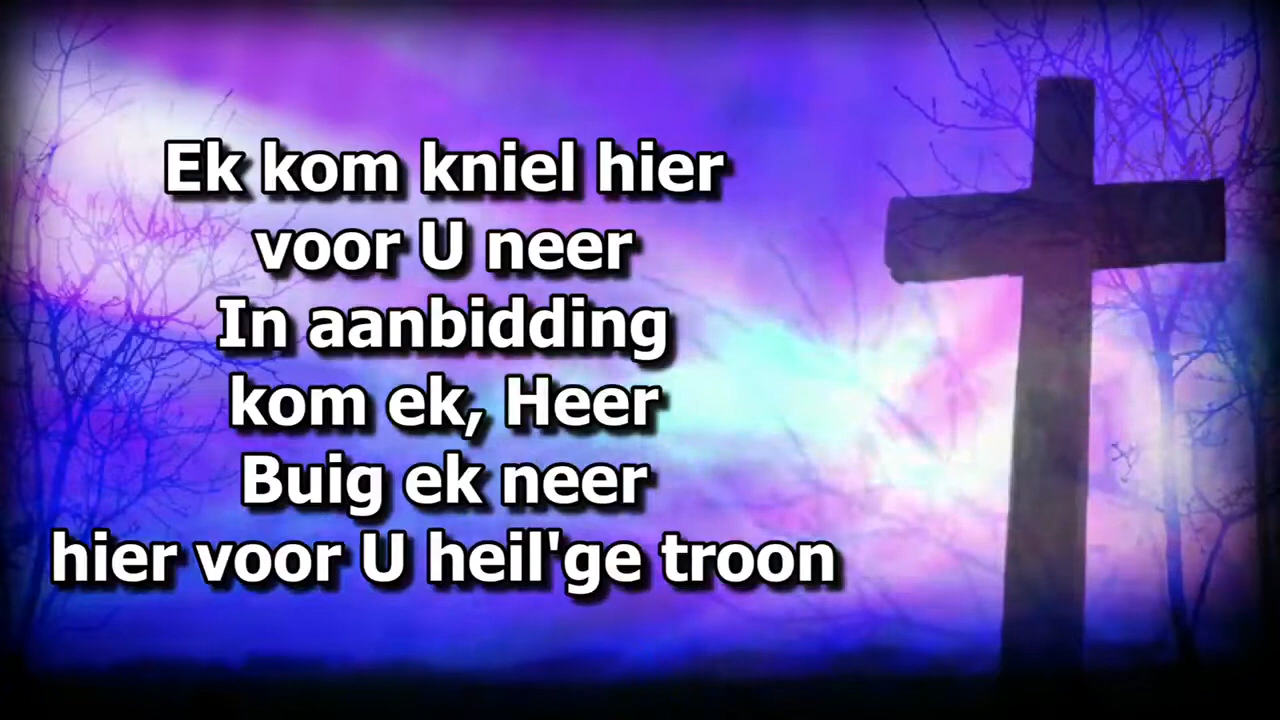 Ek kom kniel hier
voor U neer
In aanbidding
kom ek, Heer
Buig ek neer
hier voor U heil'ge troon